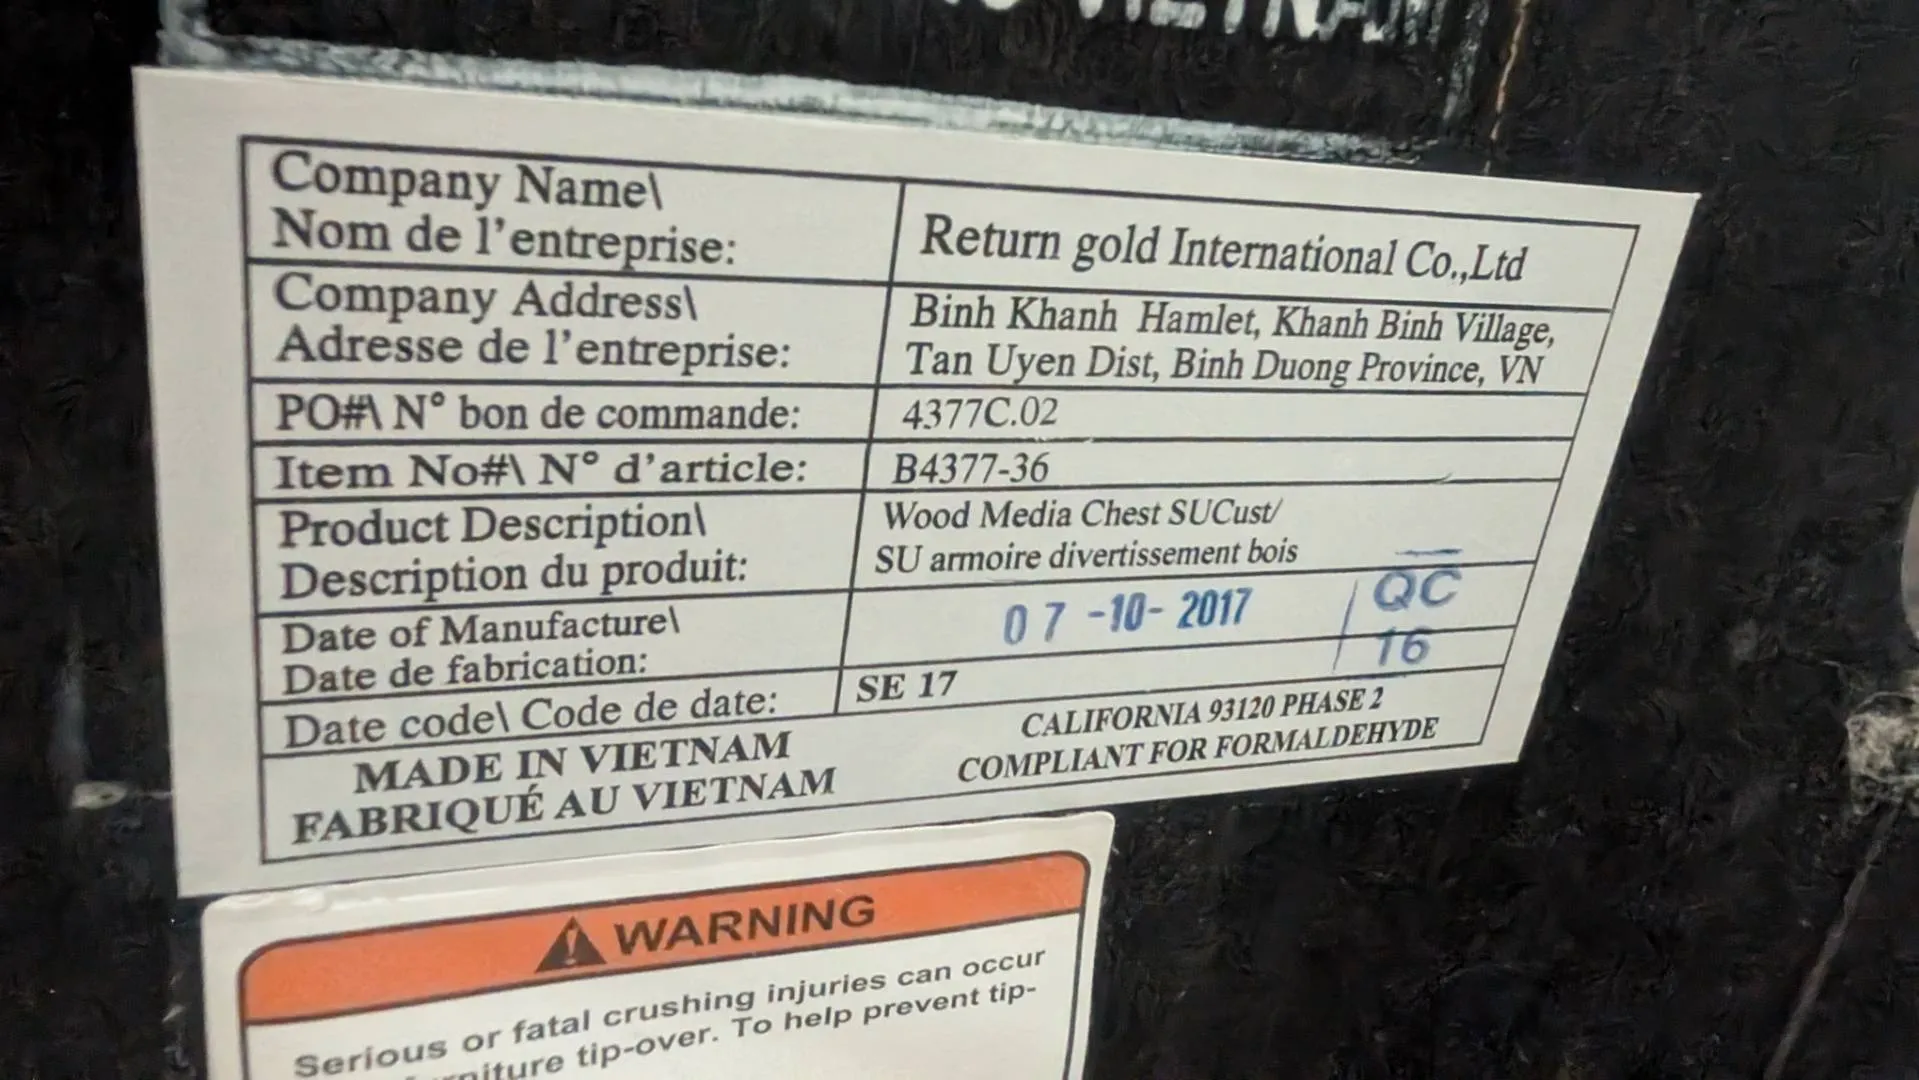 VIETNAM
Company Name\
Nom de l'entreprise:
Return gold International Co.,Ltd
Company Address\
Adresse de l'entreprise:
Binh Khanh Hamlet, Khanh Binh Village,
Tan Uyen Dist, Binh Duong Province, VN
PO#\ N° bon de commande:
4377C.02
Item No#\ N° d'article:
B4377-36
Product Description\
Description du produit:
Wood Media Chest SUCust/
SU armoire divertissement bois
Date of Manufacture\
Date de fabrication:
07 -10- 2017
QC
16
Date code\ Code de date:
SE 17
MADE IN VIETNAM
FABRIQUÉ AU VIETNAM
CALIFORNIA 93120 PHASE 2
COMPLIANT FOR FORMALDEHYDE
WARNING
Serious or fatal crushing injuries can occur
tip-over. To help prevent tip-